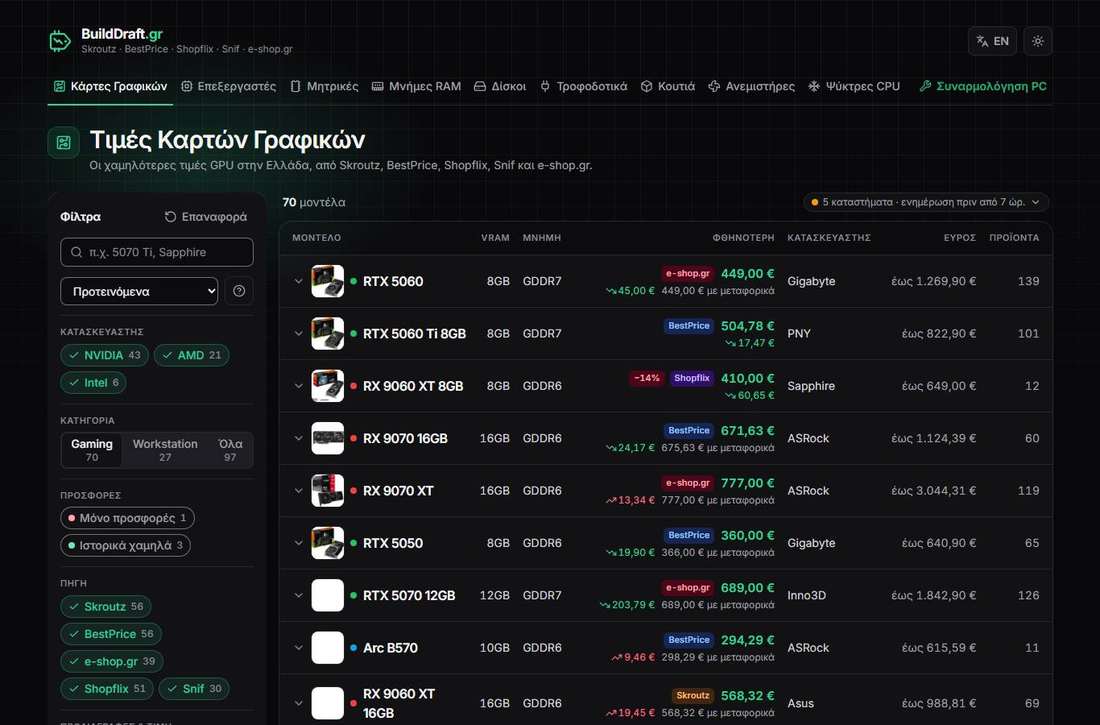 BuildDraft.gr
Skroutz · BestPrice · Shopflix · Snif · e-shop.gr
EN
Κάρτες Γραφικών
Επεξεργαστές
Μητρικές
Μνήμες RAM
Δίσκοι
Τροφοδοτικά
Κουτιά
Ανεμιστήρες
Ψύκτρες CPU
Συναρμολόγηση PC
Τιμές Καρτών Γραφικών
Οι χαμηλότερες τιμές GPU στην Ελλάδα, από Skroutz, BestPrice, Shopflix, Snif και e-shop.gr.
Φίλτρα
Επαναφορά
π.χ. 5070 Ti, Sapphire
Προτεινόμενα
ΚΑΤΑΣΚΕΥΑΣΤΗΣ
NVIDIA 43
AMD 21
Intel 6
ΚΑΤΗΓΟΡΙΑ
Gaming 70
Workstation 27
Όλα 97
ΠΡΟΣΦΟΡΕΣ
Μόνο προσφορές 1
Ιστορικά χαμηλά 3
ΠΗΓΗ
Skroutz 56
BestPrice 56
e-shop.gr 39
Shopflix 51
Snif 30
70 μοντέλα
5 καταστήματα · ενημέρωση πριν από 7 ώρ.
ΜΟΝΤΕΛΟ VRAM ΜΝΗΜΗ ΦΘΗΝΟΤΕΡΗ ΚΑΤΑΣΚΕΥΑΣΤΗΣ ΕΥΡΟΣ ΠΡΟΪΟΝΤΑ
RTX 5060 8GB GDDR7 e-shop.gr 449,00 € Gigabyte έως 1.269,90 € 139
45,00 € 449,00 € με μεταφορικά
RTX 5060 Ti 8GB 8GB GDDR7 BestPrice 504,78 € PNY έως 822,90 € 101
17,47 €
RX 9060 XT 8GB 8GB GDDR6 −14% Shopflix 410,00 € Sapphire έως 649,00 € 12
60,65 €
RX 9070 16GB 16GB GDDR6 BestPrice 671,63 € ASRock έως 1.124,39 € 60
24,17 € 675,63 € με μεταφορικά
RX 9070 XT 16GB GDDR6 e-shop.gr 777,00 € ASRock έως 3.044,31 € 119
13,34 € 777,00 € με μεταφορικά
RTX 5050 8GB GDDR6 BestPrice 360,00 € Gigabyte έως 640,90 € 65
19,90 € 366,00 € με μεταφορικά
RTX 5070 12GB 12GB GDDR7 e-shop.gr 689,00 € Inno3D έως 1.842,90 € 126
203,79 € 689,00 € με μεταφορικά
Arc B570 10GB GDDR6 BestPrice 294,29 € ASRock έως 615,59 € 11
9,46 € 298,29 € με μεταφορικά
RX 9060 XT 16GB 16GB GDDR6 Skroutz 568,32 € Asus έως 988,81 € 69
19,45 € 568,32 € με μεταφορικά